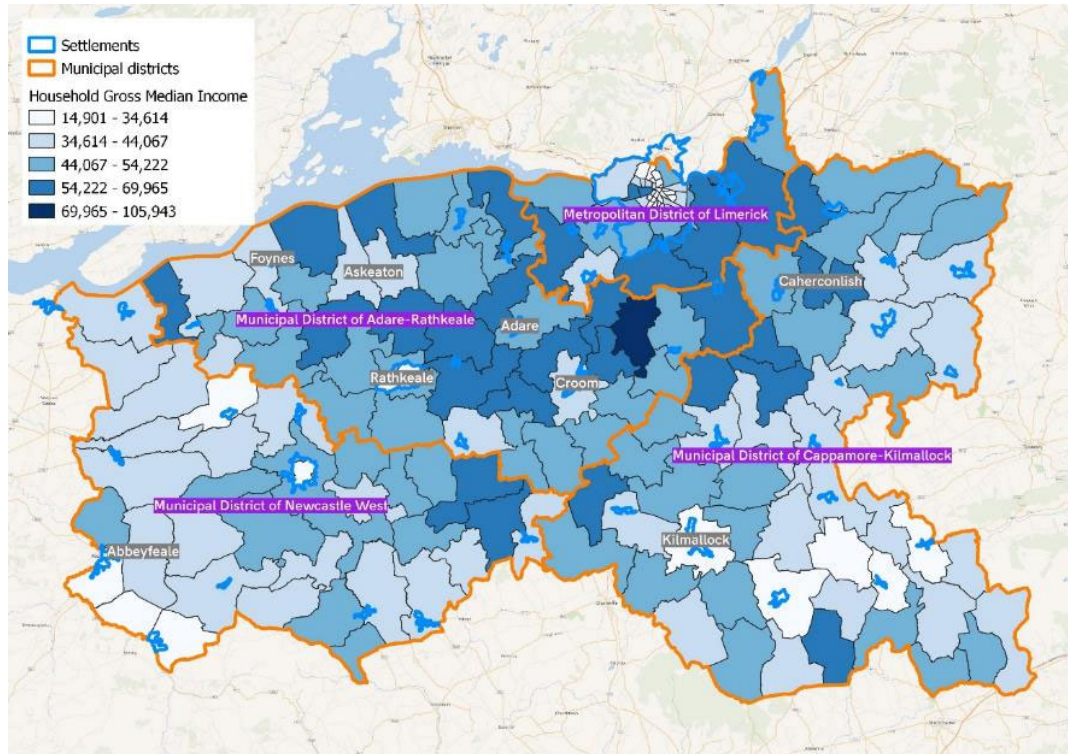 Settlements
Municipal districts
Household Gross Median Income
14,901 - 34,614
34,614 - 44,067
44,067 - 54,222
54,222 - 69,965
69,965 - 105,943
Metropolitan District of Limerick
Foynes
Askeaton
Caherconlish
Municipal District of Adare-Rathkeale
Adare
Rathkeale
Croom
Municipal District of Cappamore-Kilmallock
Municipal District of Newcastle West
Kilmallock
Abbeyfeale